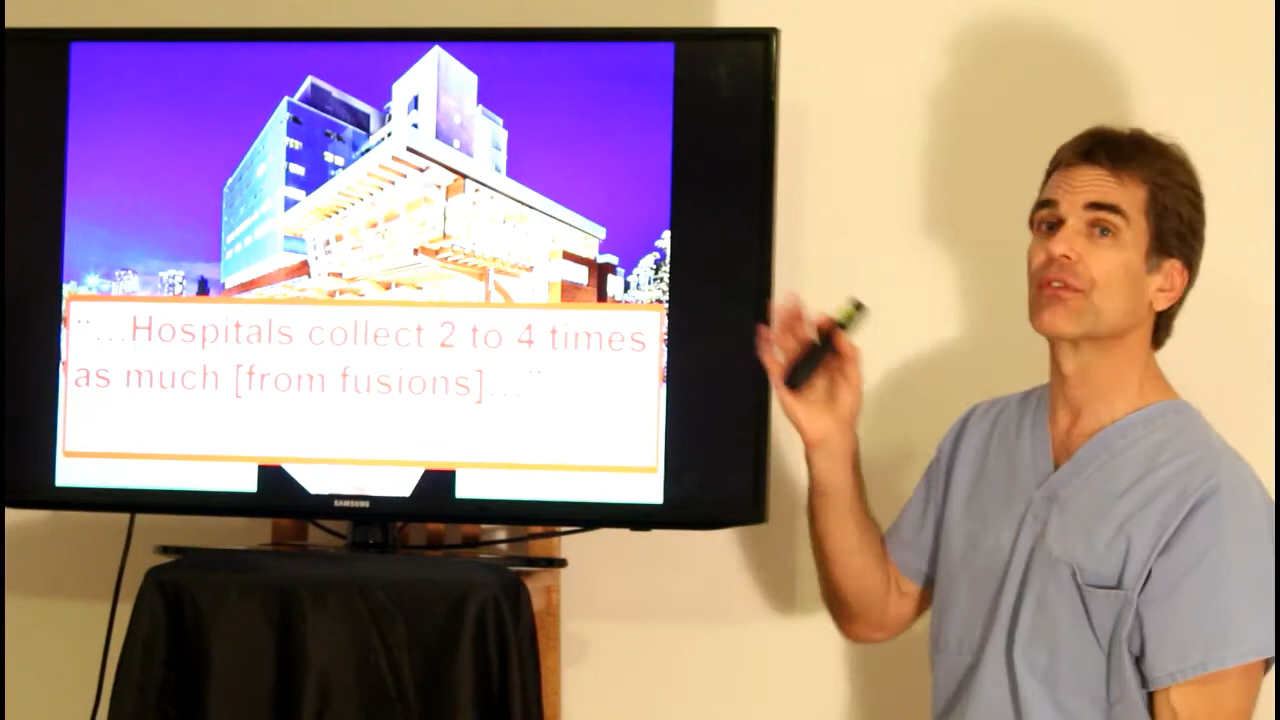 "...Hospitals collect 2 to 4 times
as much [from fusions]..."
SAMSUNG